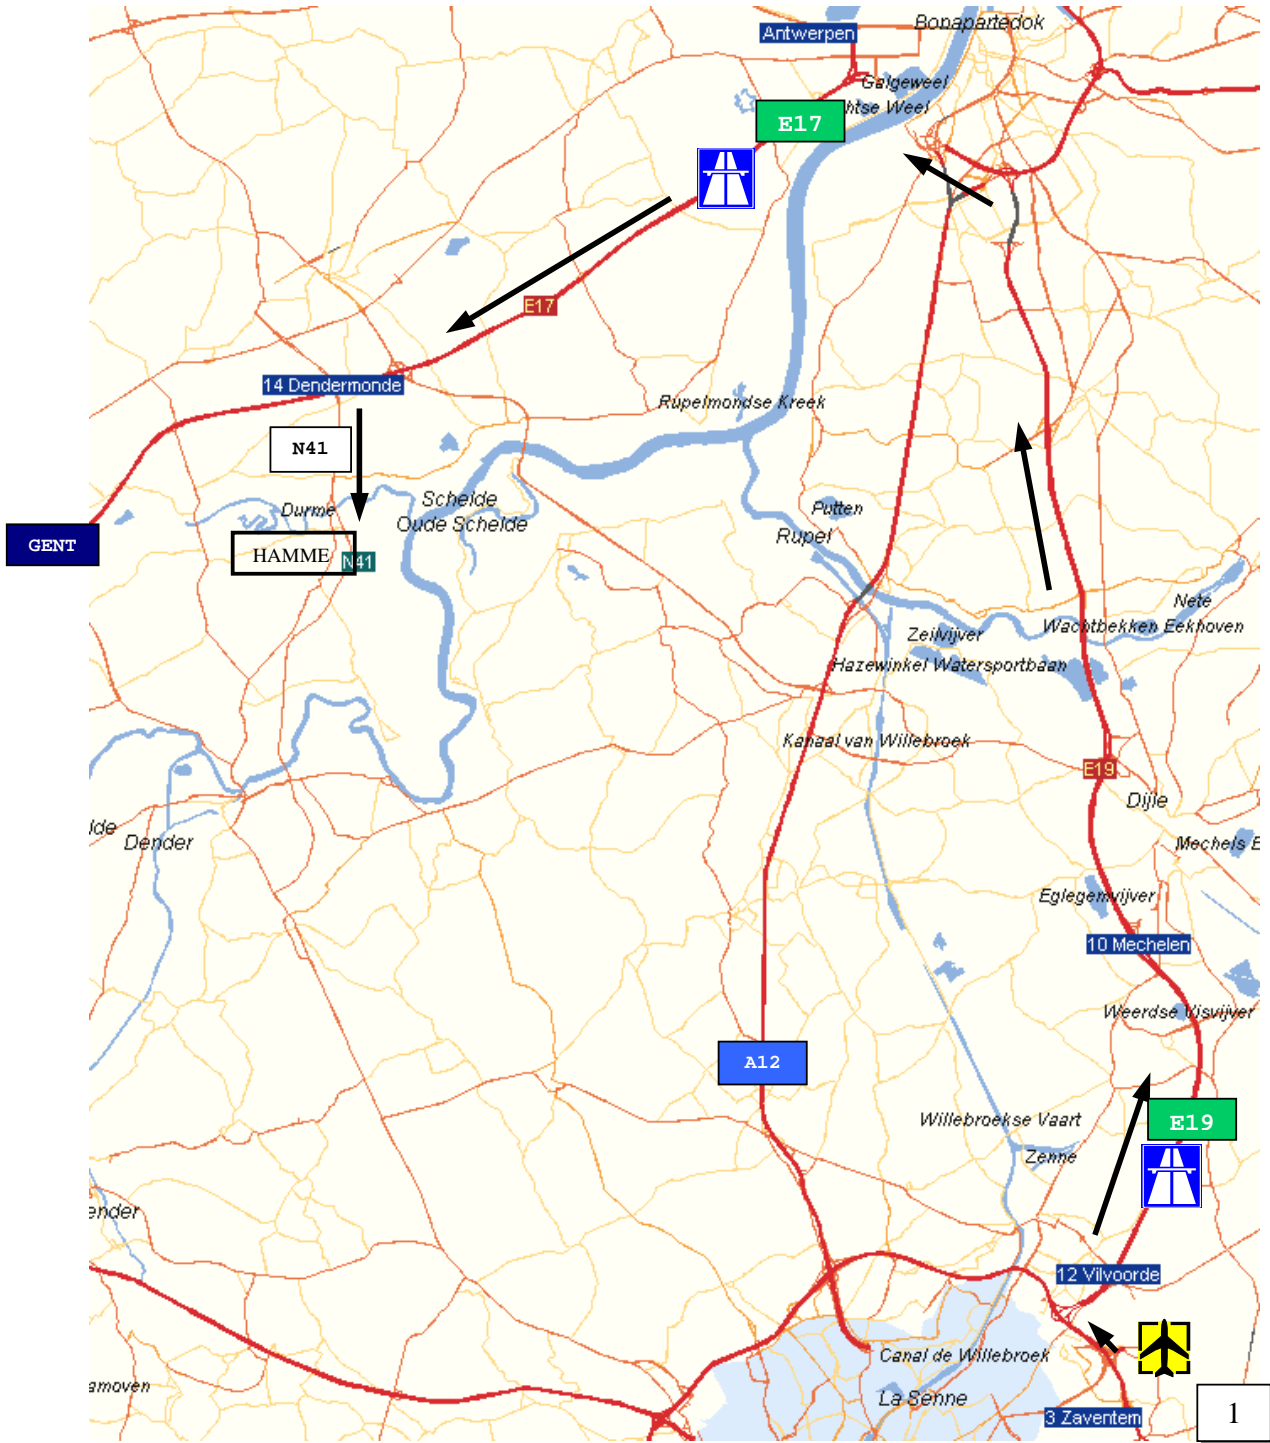 Bonapartedok
Antwerpen
Galgeweel
htse Weel
E17
E17
14 Dendermonde
Rupelmondse Kreek
N41
Schelde
Oude Schelde
Durme
Putten
Rupel
GENT
HAMME
N41
Nete
Wachtbekken Eekhoven
Zeilvijver
Hazewinkel Watersportbaan
Kanaal van Willebroek
E19
Dijle
lde
Dender
Mechels E
Eglegemvijver
10 Mechelen
Weerdse Visvijver
A12
Willebroekse Vaart
E19
Zenne
ender
12 Vilvoorde
Canal de Willebroek
amoven
La Senne
3 Zaventem
1